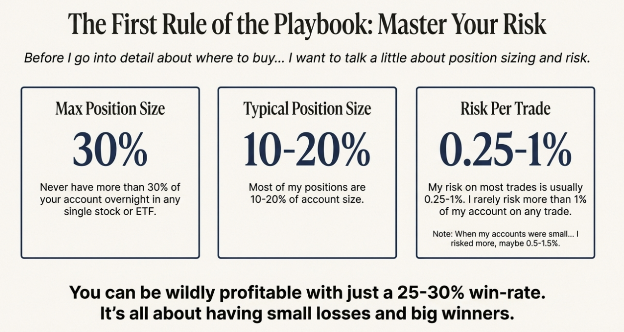 The First Rule of the Playbook: Master Your Risk
Before I go into detail about where to buy... I want to talk a little about position sizing and risk.
Max Position Size
30%
Never have more than 30% of
your account overnight in any
single stock or ETF.
Typical Position Size
10-20%
Most of my positions are
10-20% of account size.
Risk Per Trade
0.25-1%
My risk on most trades is usually
0.25-1%. I rarely risk more than 1%
of my account on any trade.
Note: When my accounts were small... I
risked more, maybe 0.5-1.5%.
You can be wildly profitable with just a 25-30% win-rate.
It's all about having small losses and big winners.